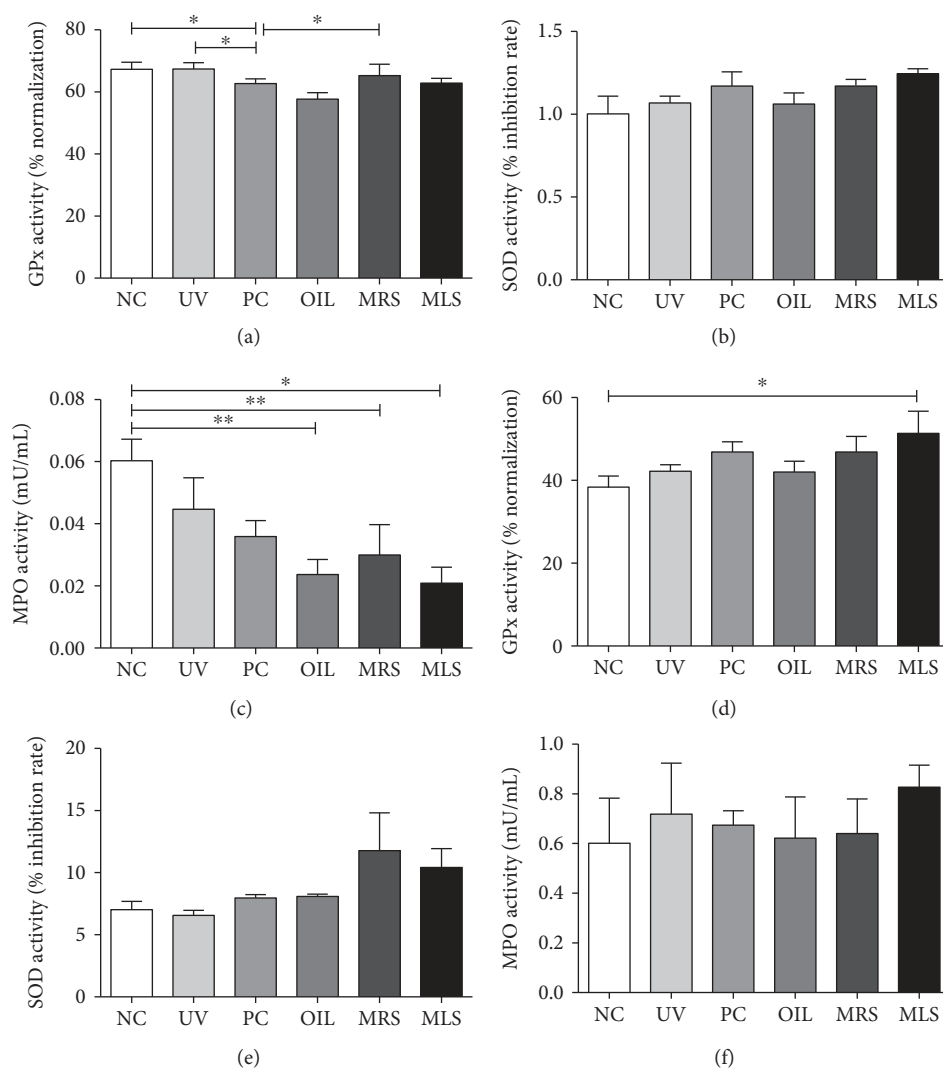 GPx activity (% normalization)
80
60
40
20
0
*
*
*
NC UV PC OIL MRS MLS
(a)
SOD activity (% inhibition rate)
1.5
1.0
0.5
0.0
NC UV PC OIL MRS MLS
(b)
MPO activity (mU/mL)
0.08
0.06
0.04
0.02
0.00
*
**
**
NC UV PC OIL MRS MLS
(c)
GPx activity (% normalization)
60
40
20
0
*
NC UV PC OIL MRS MLS
(d)
SOD activity (% inhibition rate)
20
15
10
5
0
NC UV PC OIL MRS MLS
(e)
MPO activity (mU/mL)
1.0
0.8
0.6
0.4
0.2
0.0
NC UV PC OIL MRS MLS
(f)